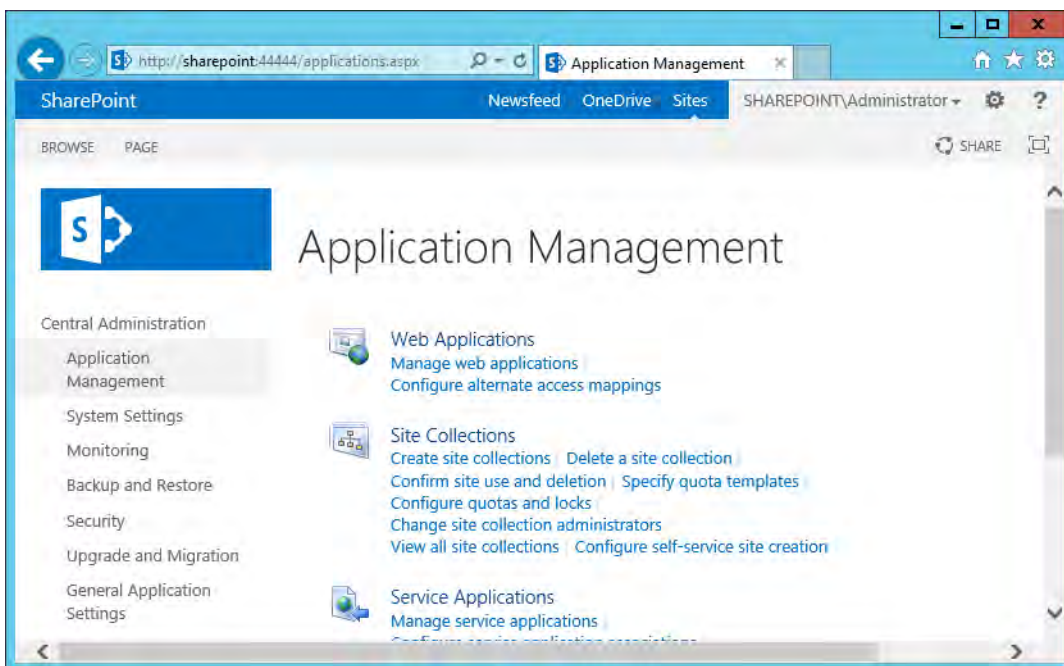 http://sharepoint:44444/applications.aspx
Application Management
SharePoint
Newsfeed OneDrive Sites
SHAREPOINT\Administrator
?
BROWSE PAGE
SHARE
S
Application Management
Central Administration
Application
Management
System Settings
Monitoring
Backup and Restore
Security
Upgrade and Migration
General Application
Settings
Web Applications
Manage web applications
Configure alternate access mappings
Site Collections
Create site collections | Delete a site collection
Confirm site use and deletion | Specify quota templates
Configure quotas and locks
Change site collection administrators
View all site collections | Configure self-service site creation
Service Applications
Manage service applications
Configure service application associations